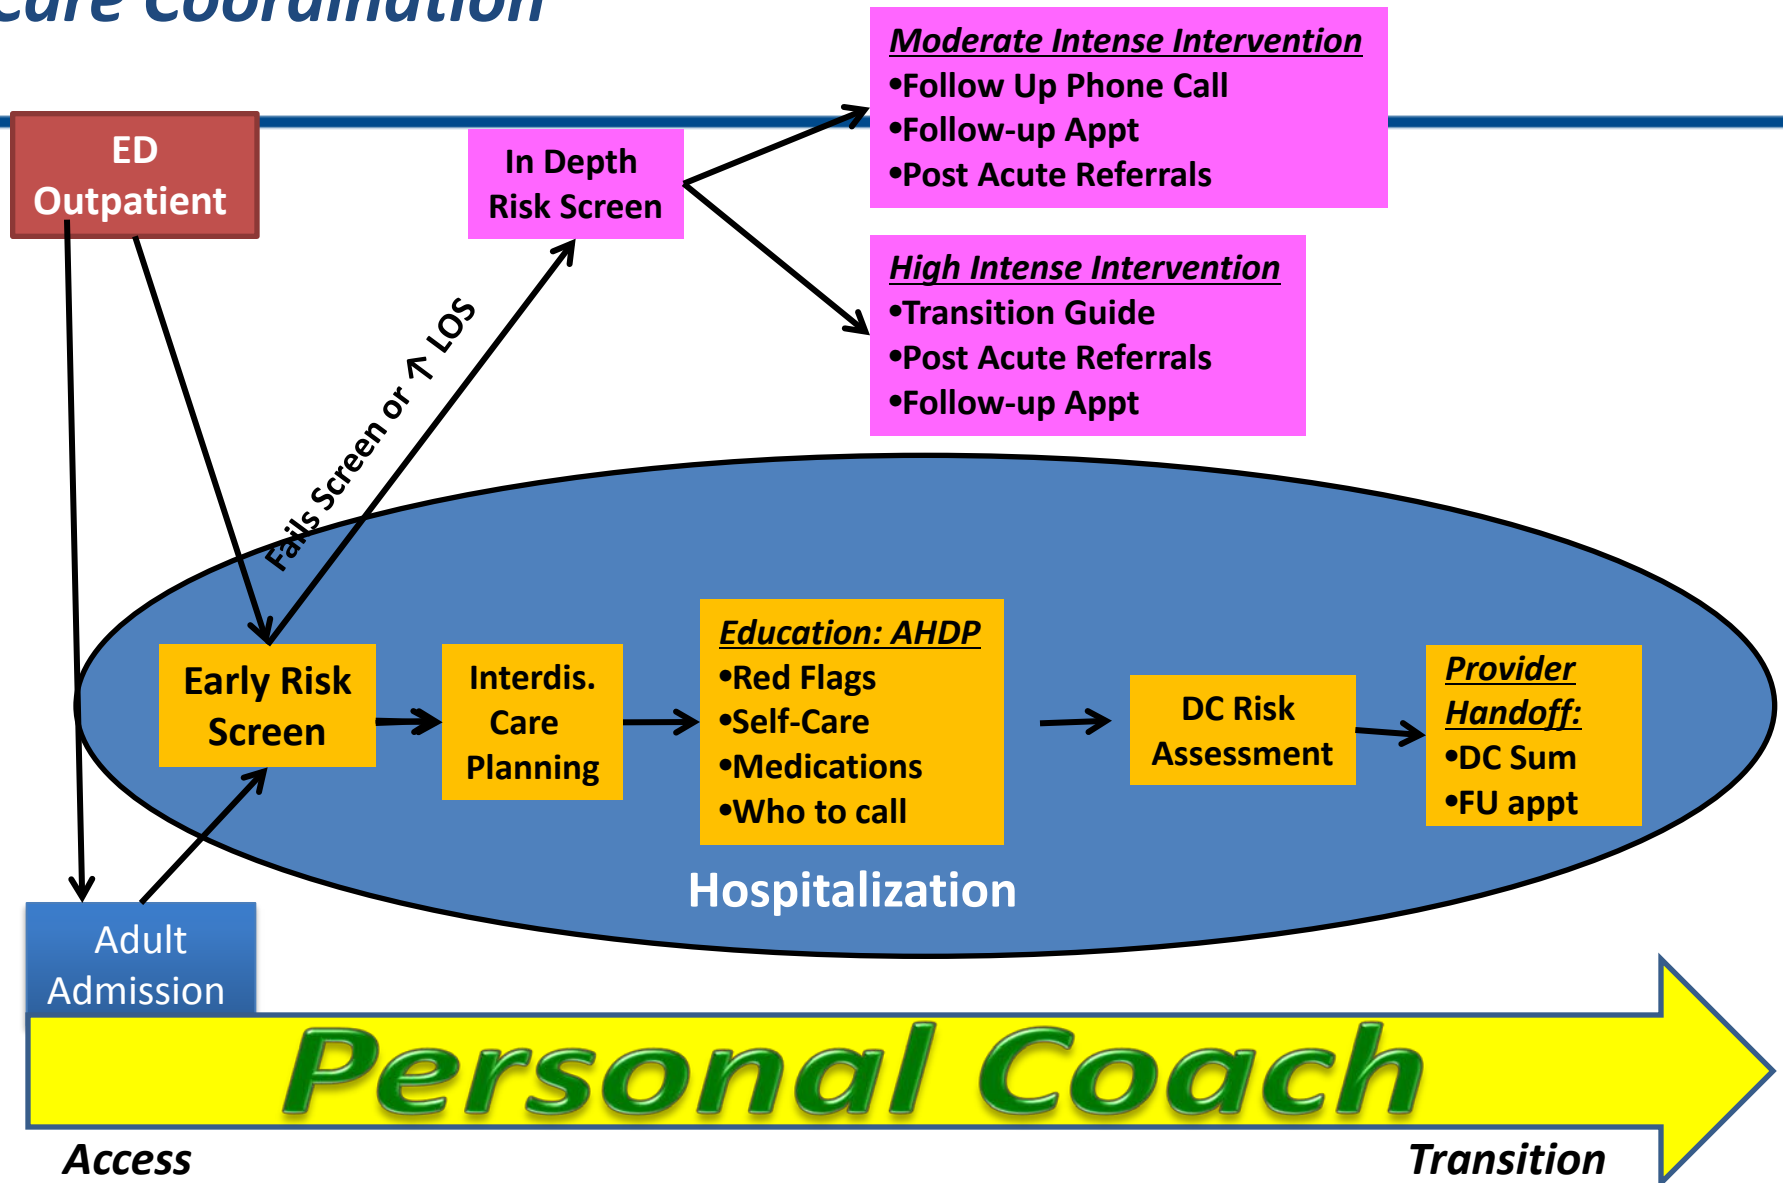 Care Coordination
Moderate Intense Intervention
•Follow Up Phone Call
•Follow-up Appt
•Post Acute Referrals
ED
Outpatient
In Depth
Risk Screen
High Intense Intervention
•Transition Guide
•Post Acute Referrals
•Follow-up Appt
Fails Screen or ↑ LOS
Early Risk
Screen
Interdis.
Care
Planning
Education: AHDP
•Red Flags
•Self-Care
•Medications
•Who to call
DC Risk
Assessment
Provider
Handoff:
•DC Sum
•FU appt
Hospitalization
Adult
Admission
Personal Coach
Access
Transition